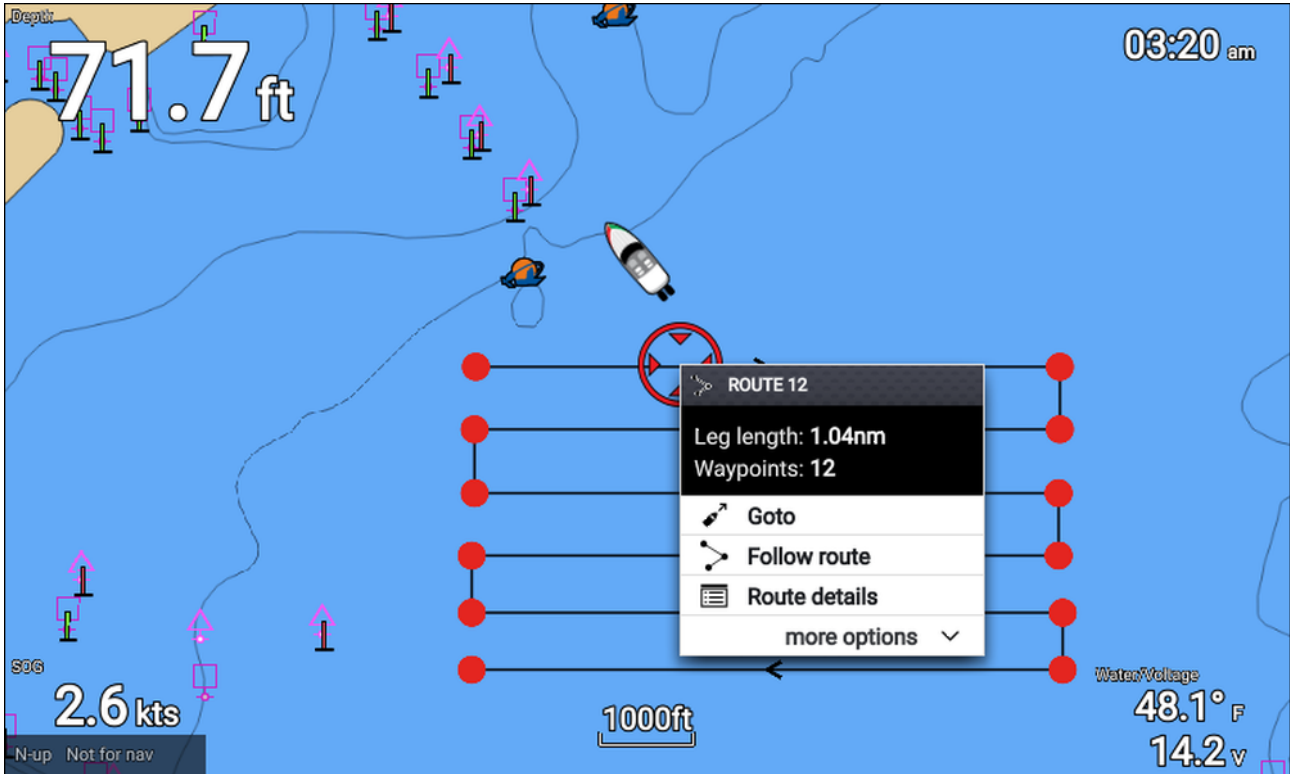 Depth
71.7 ft
03:20 am
ROUTE 12
Leg length: 1.04nm
Waypoints: 12
Goto
Follow route
Route details
more options
SOG
2.6 kts
N-up Not for nav
1000ft
Water/Voltage
48.1° F
14.2 V